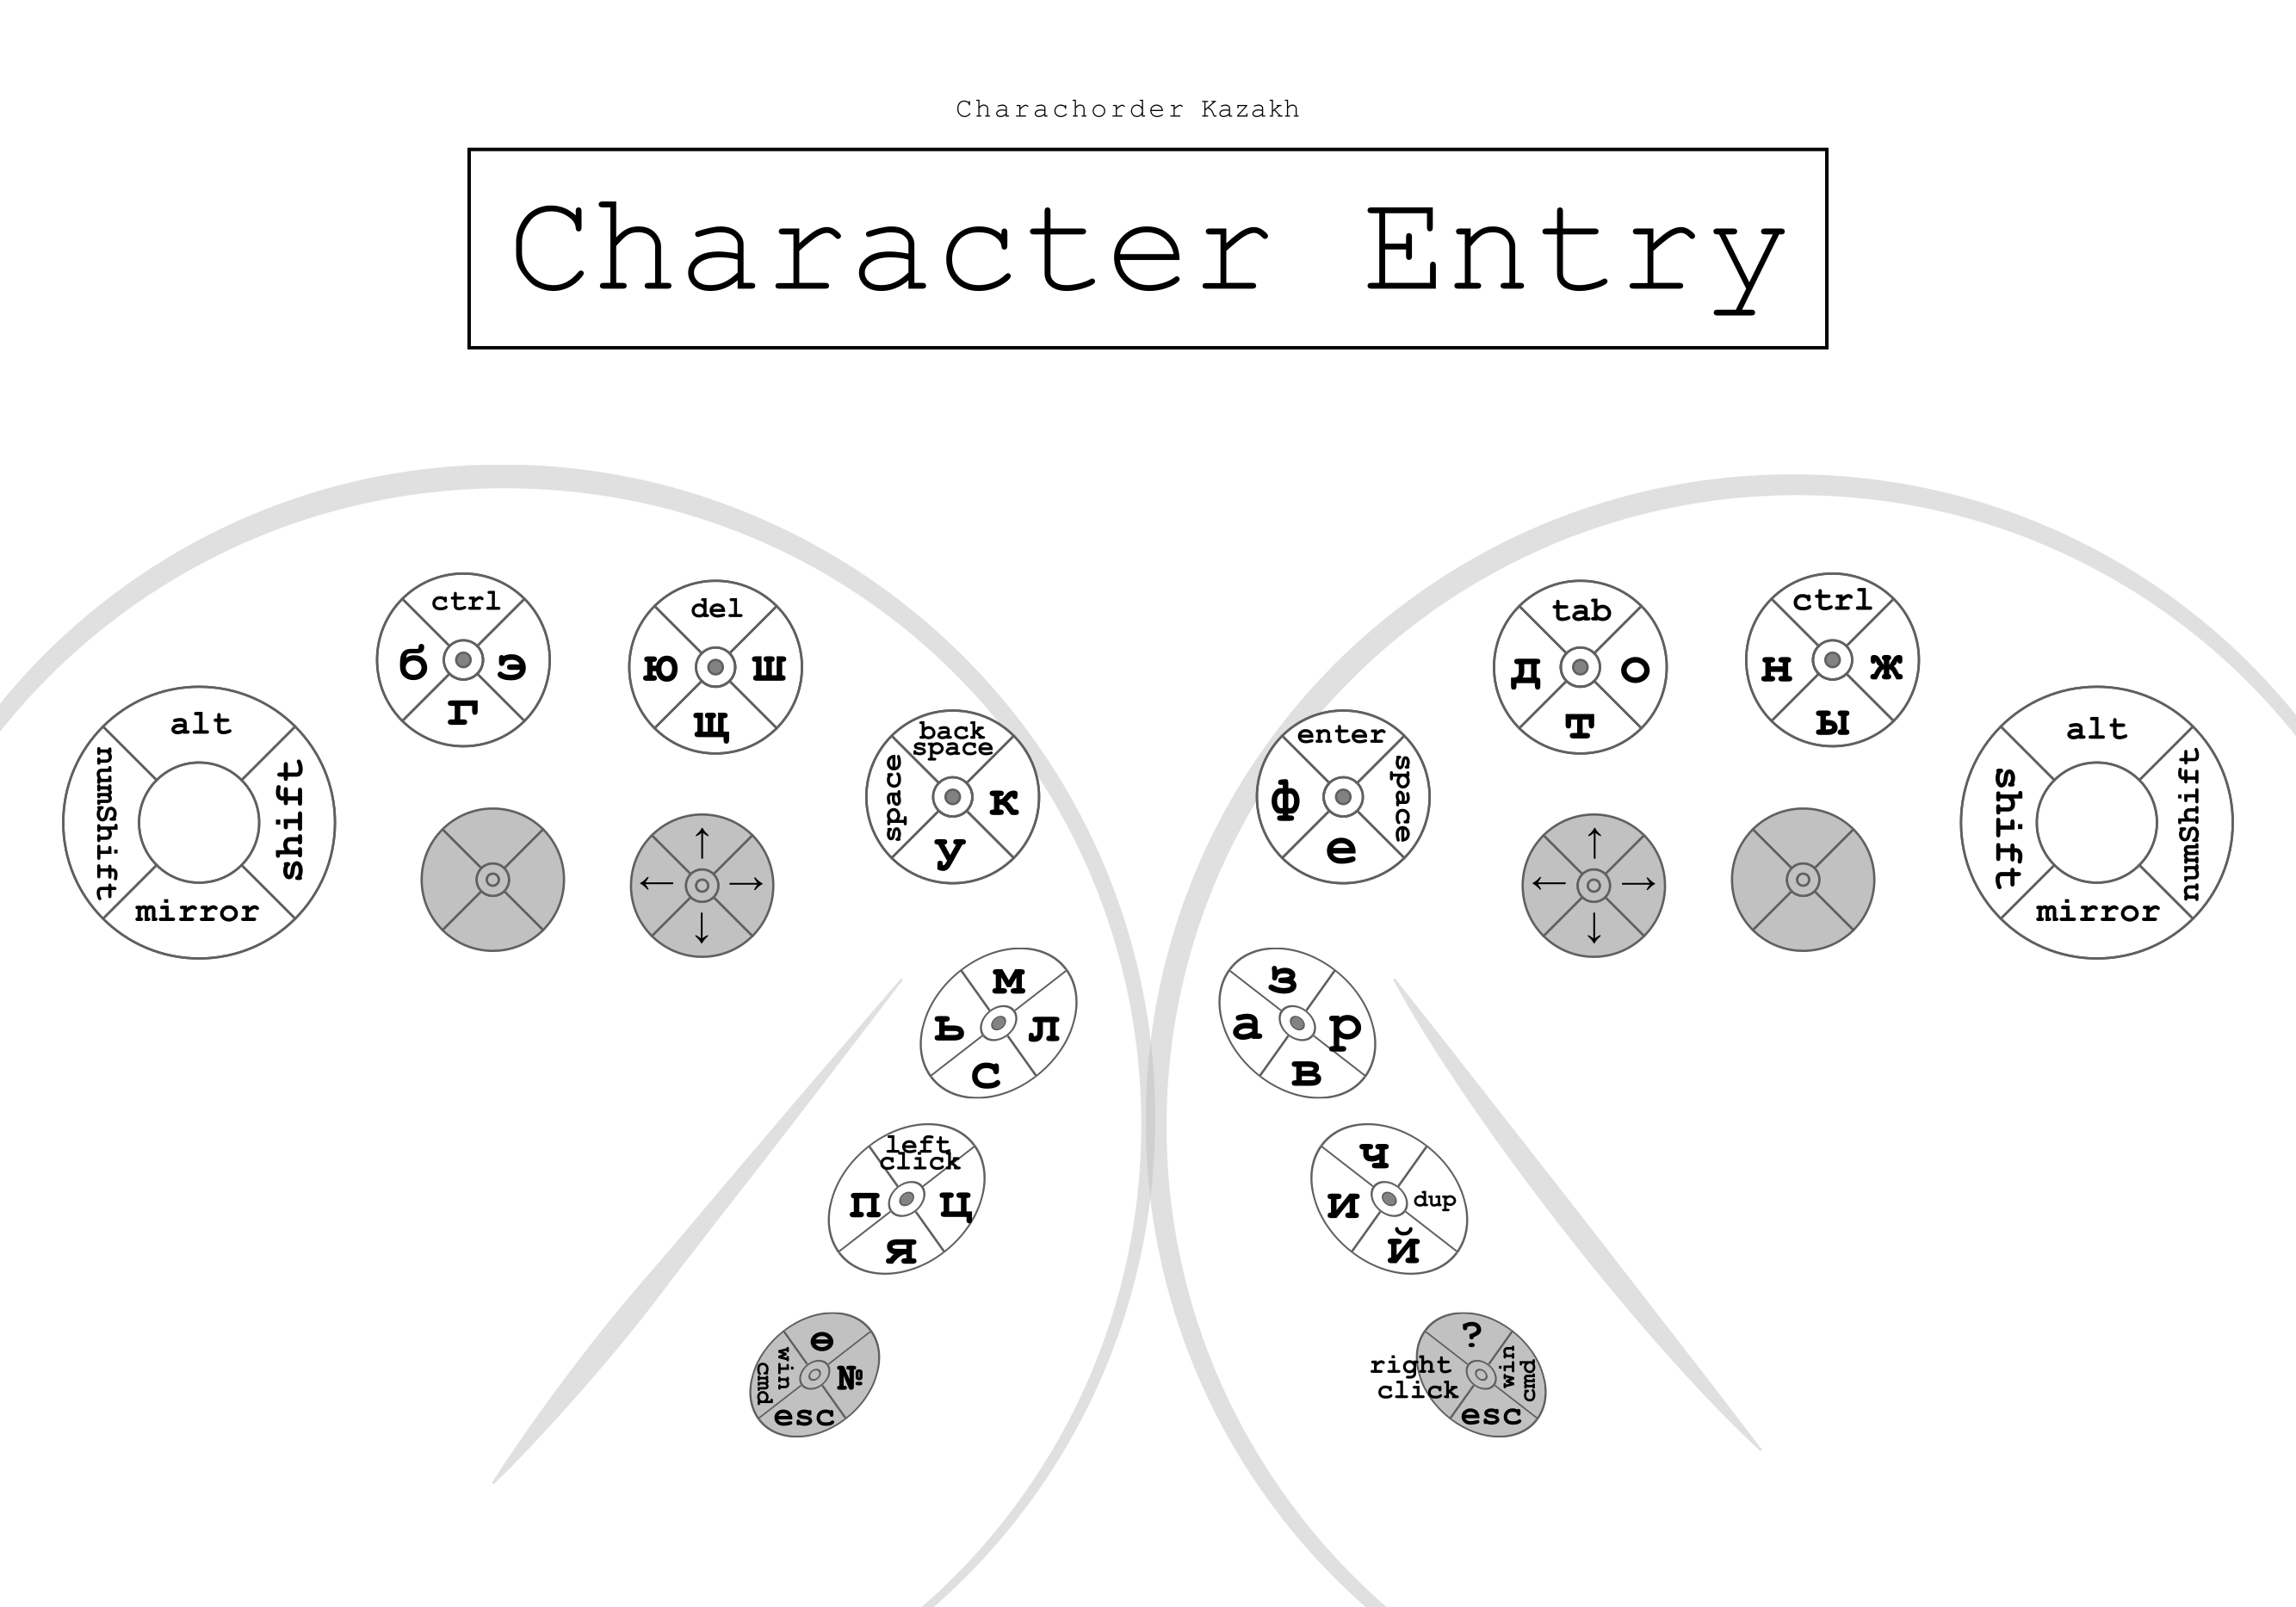 Charachorder Kazakh
Character Entry
alt
numShift
shift
mirror
ctrl
б
э
г
del
ю
ш
щ
back
space
space
к
у
↑
←
→
↓
м
ь
л
с
left
click
п
ц
я
ө
win
cmd
№
esc
enter
ф
space
е
tab
д
о
т
ctrl
н
ж
ы
alt
shift
numShift
mirror
↑
←
→
↓
з
а
р
в
ч
и
dup
й
?
right
click
win
cmd
esc